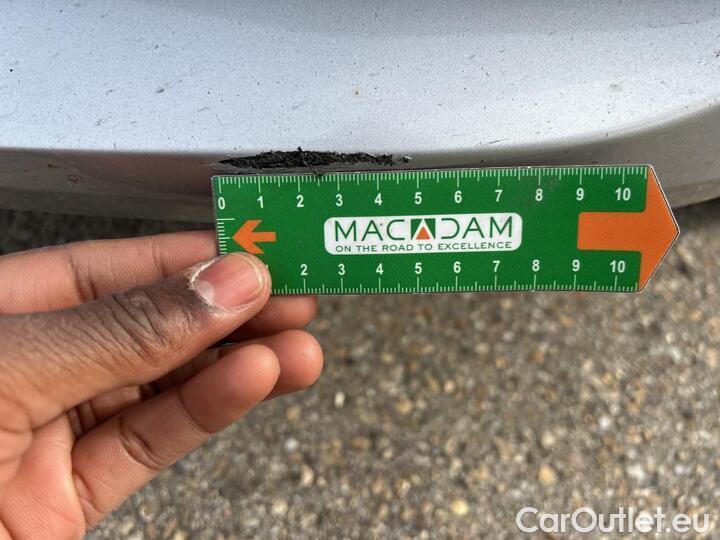 0 1 2 3 4 5 6 7 8 9 10
MACADAM
ON THE ROAD TO EXCELLENCE
2 3 4 5 6 7 8 9 10
CarOutlet.eu